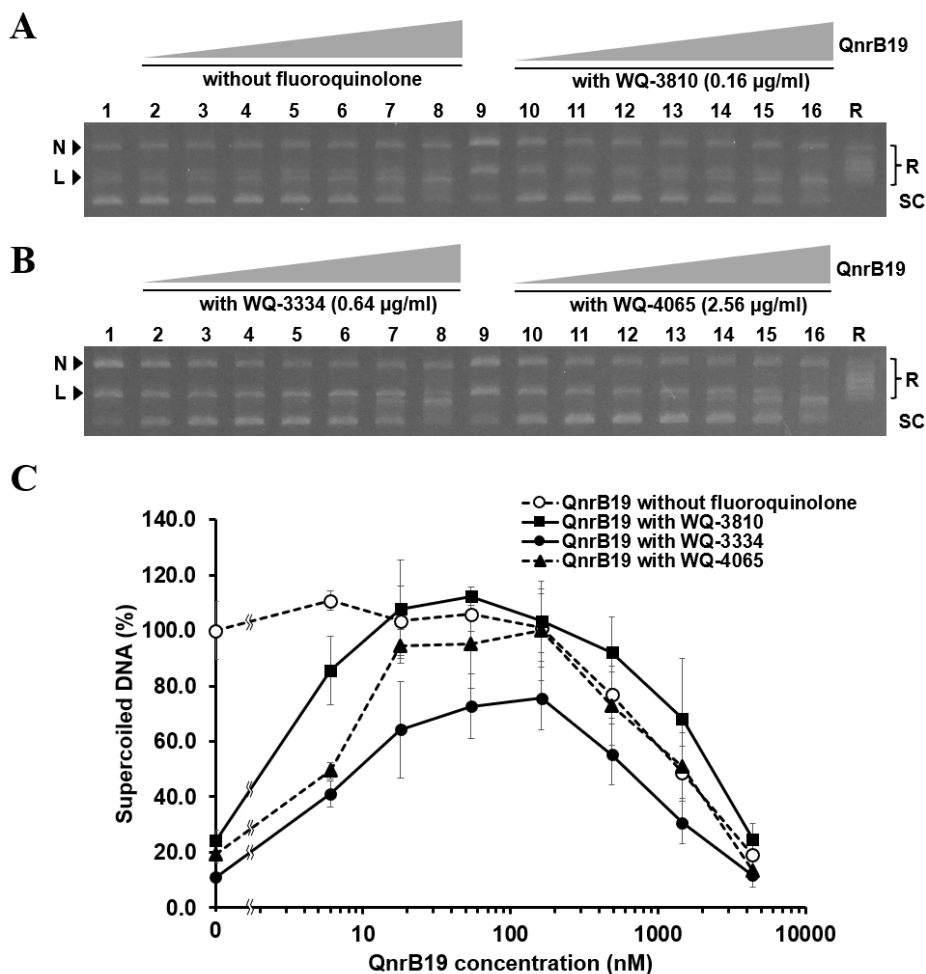 A
QnrB19
without fluoroquinolone
with WQ-3810 (0.16 µg/ml)
1 2 3 4 5 6 7 8 9 10 11 12 13 14 15 16 R
N
L
R
SC
B
QnrB19
with WQ-3334 (0.64 µg/ml)
with WQ-4065 (2.56 µg/ml)
1 2 3 4 5 6 7 8 9 10 11 12 13 14 15 16 R
N
L
R
SC
C
QnrB19 without fluoroquinolone
QnrB19 with WQ-3810
QnrB19 with WQ-3334
QnrB19 with WQ-4065
Supercoiled DNA (%)
140.0
120.0
100.0
80.0
60.0
40.0
20.0
0.0
0 10 100 1000 10000
QnrB19 concentration (nM)